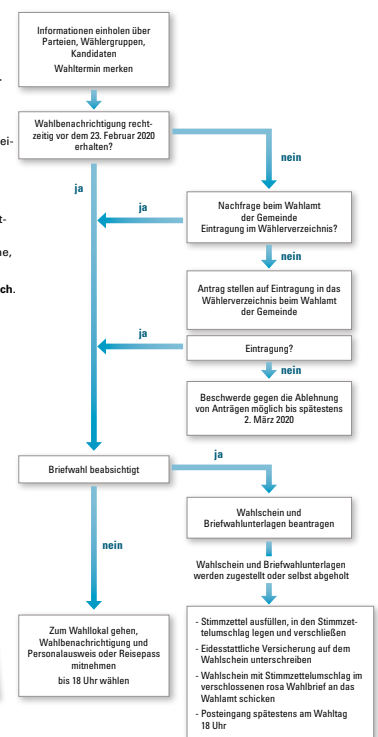 Informationen einholen über
Parteien, Wählergruppen,
Kandidaten
Wahltermin merken
Wahlbenachrichtigung recht-
zeitig vor dem 23. Februar 2020
erhalten?
ei-
nein
ja
ja
Nachfrage beim Wahlamt
der Gemeinde
Eintragung im Wählerverzeichnis?
t-
ne,
nein
ch.
Antrag stellen auf Eintragung in das
Wählerverzeichnis beim Wahlamt
der Gemeinde
ja
Eintragung?
nein
Beschwerde gegen die Ablehnung
von Anträgen möglich bis spätestens
2. März 2020
ja
Briefwahl beabsichtigt
Wahlschein und
Briefwahlunterlagen beantragen
nein
Wahlschein und Briefwahlunterlagen
werden zugestellt oder selbst abgeholt
Zum Wahllokal gehen,
Wahlbenachrichtigung und
Personalausweis oder Reisepass
mitnehmen
bis 18 Uhr wählen
- Stimmzettel ausfüllen, in den Stimmzet-
telumschlag legen und verschließen
- Eidesstattliche Versicherung auf dem
Wahlschein unterschreiben
- Wahlschein mit Stimmzettelumschlag im
verschlossenen rosa Wahlbrief an das
Wahlamt schicken
- Posteingang spätestens am Wahltag
18 Uhr